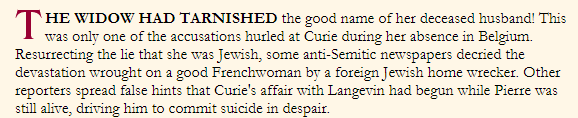 THE WIDOW HAD TARNISHED the good name of her deceased husband! This
was only one of the accusations hurled at Curie during her absence in Belgium.
Resurrecting the lie that she was Jewish, some anti-Semitic newspapers decried the
devastation wrought on a good Frenchwoman by a foreign Jewish home wrecker. Other
reporters spread false hints that Curie's affair with Langevin had begun while Pierre was
still alive, driving him to commit suicide in despair.